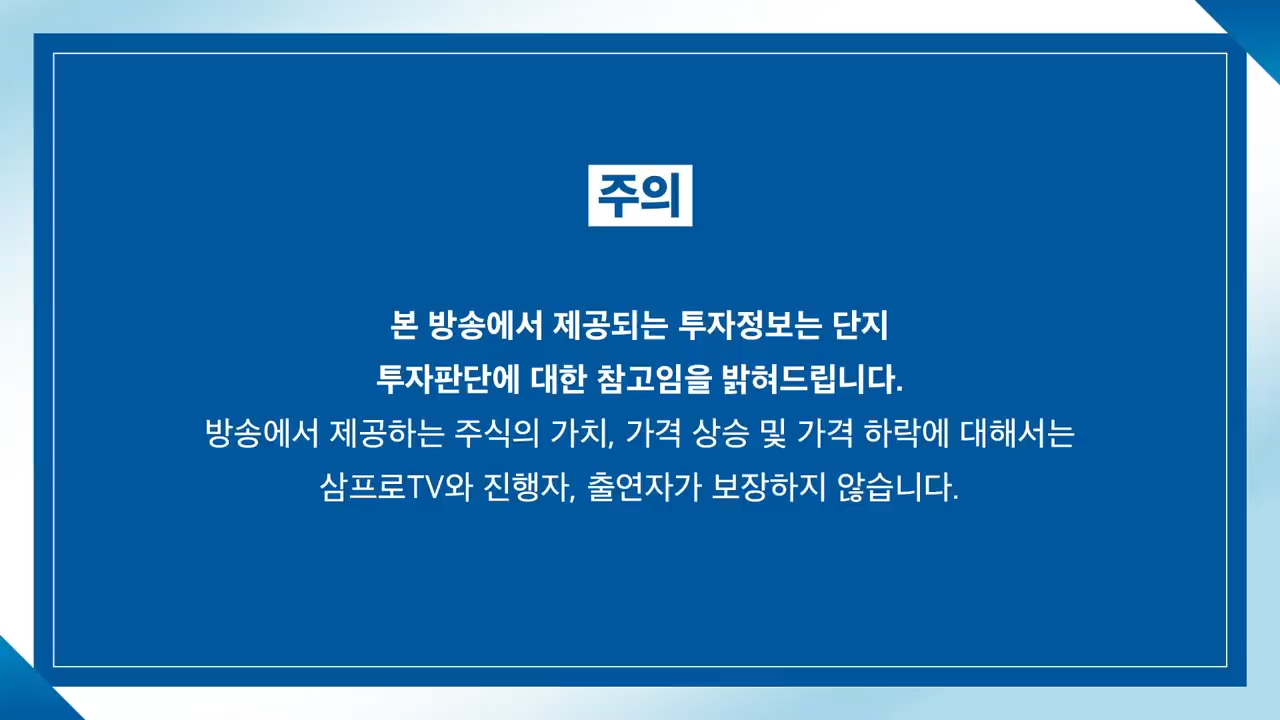 주의
본 방송에서 제공되는 투자정보는 단지
투자판단에 대한 참고임을 밝혀드립니다.
방송에서 제공하는 주식의 가치, 가격 상승 및 가격 하락에 대해서는
삼프로TV와 진행자, 출연자가 보장하지 않습니다.